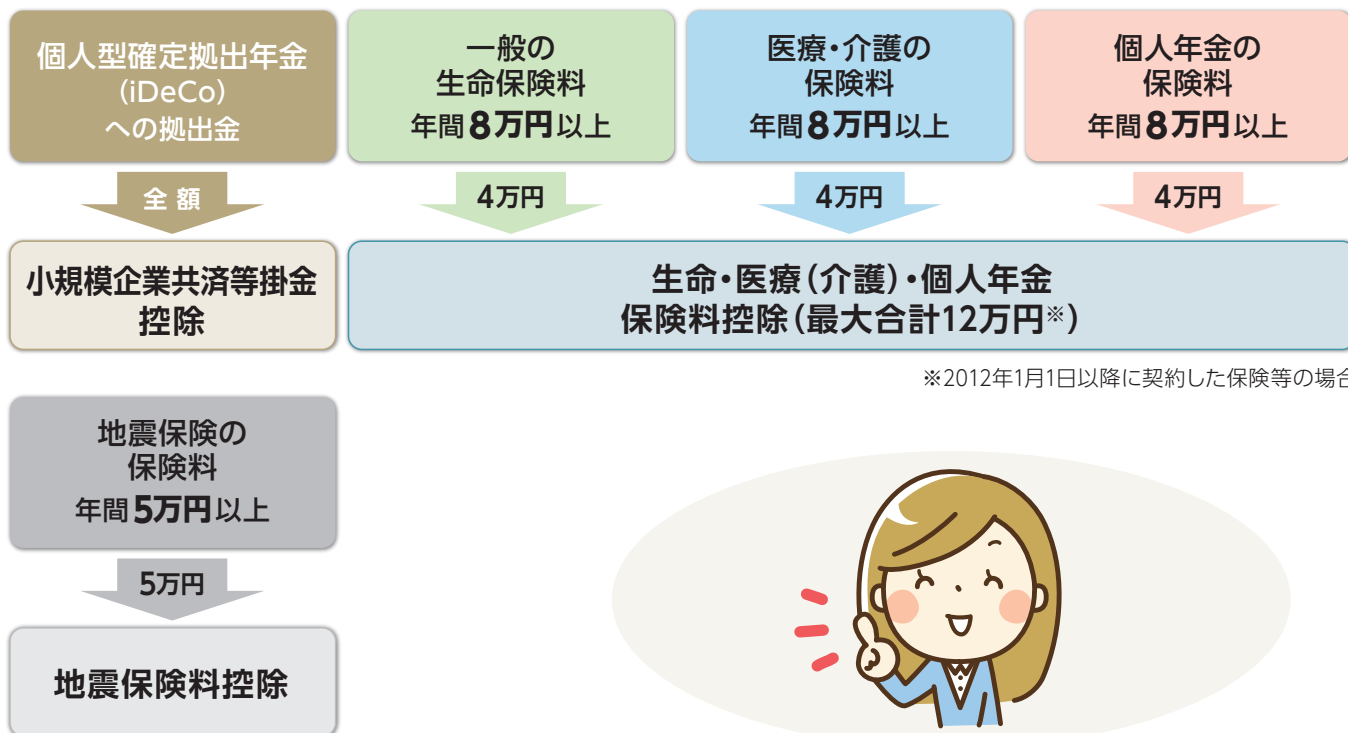 個人型確定拠出年金
(iDeCo)
への拠出金
全額
小規模企業共済等掛金
控除
一般の
生命保険料
年間8万円以上
4万円
医療・介護の
保険料
年間8万円以上
4万円
個人年金の
保険料
年間8万円以上
4万円
生命・医療(介護)・個人年金
保険料控除(最大合計12万円※)
※2012年1月1日以降に契約した保険等の場合
地震保険の
保険料
年間5万円以上
5万円
地震保険料控除